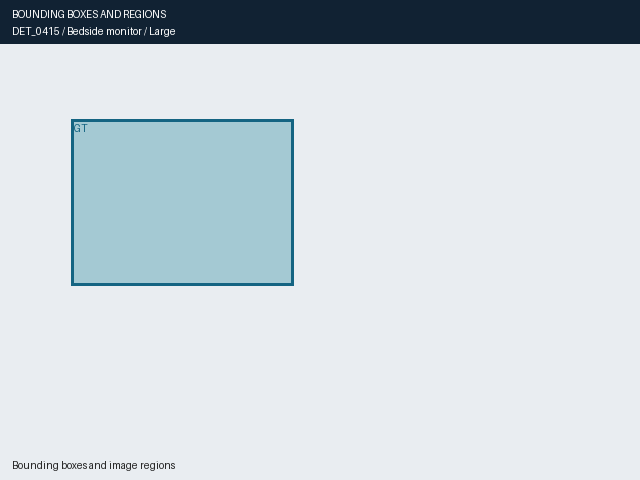 BOUNDING BOXES AND REGIONS
DET_0415 / Bedside monitor / Large
GT
Bounding boxes and image regions